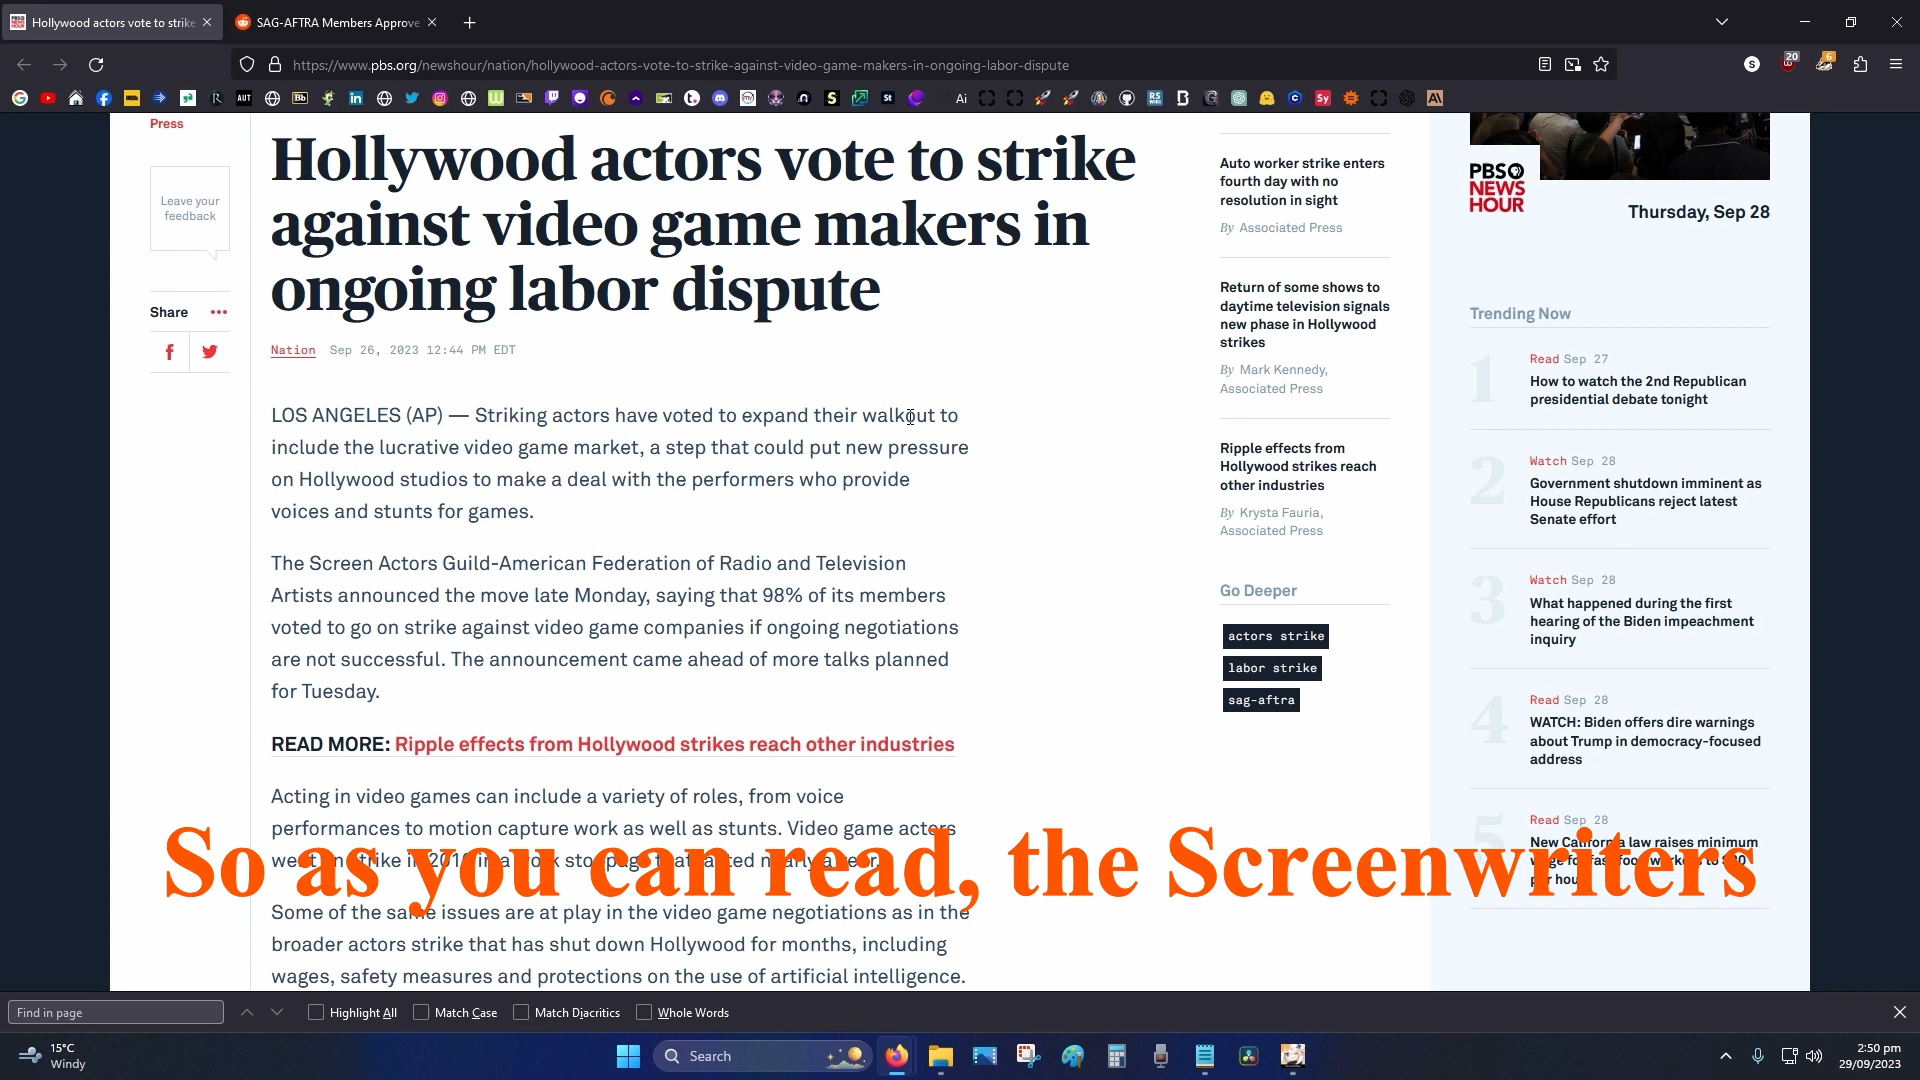 Hollywood actors vote to strike
SAG-AFTRA Members Approve
https://www.pbs.org/newshour/nation/hollywood-actors-vote-to-strike-against-video-game-makers-in-ongoing-labor-dispute
20
6
Press
Leave your
feedback
Share
Hollywood actors vote to strike
against video game makers in
ongoing labor dispute
Nation Sep 26, 2023 12:44 PM EDT
LOS ANGELES (AP) — Striking actors have voted to expand their walkout to
include the lucrative video game market, a step that could put new pressure
on Hollywood studios to make a deal with the performers who provide
voices and stunts for games.
The Screen Actors Guild-American Federation of Radio and Television
Artists announced the move late Monday, saying that 98% of its members
voted to go on strike against video game companies if ongoing negotiations
are not successful. The announcement came ahead of more talks planned
for Tuesday.
READ MORE: Ripple effects from Hollywood strikes reach other industries
Acting in video games can include a variety of roles, from voice
performances to motion capture work as well as stunts. Video game actors
Some of the same issues are at play in the video game negotiations as in the
broader actors strike that has shut down Hollywood for months, including
wages, safety measures and protections on the use of artificial intelligence.
So as you can read, the Screenwriters
Auto worker strike enters
fourth day with no
resolution in sight
By Associated Press
Return of some shows to
daytime television signals
new phase in Hollywood
strikes
By Mark Kennedy,
Associated Press
Ripple effects from
Hollywood strikes reach
other industries
By Krysta Fauria,
Associated Press
Go Deeper
actors strike
labor strike
sag-aftra
PBS
NEWS
HOUR
Thursday, Sep 28
Trending Now
1
Read Sep 27
How to watch the 2nd Republican
presidential debate tonight
2
Watch Sep 28
Government shutdown imminent as
House Republicans reject latest
Senate effort
3
Watch Sep 28
What happened during the first
hearing of the Biden impeachment
inquiry
4
Read Sep 28
WATCH: Biden offers dire warnings
about Trump in democracy-focused
address
5
Read Sep 28
New California law raises minimum
wage for fast food workers to $20
per hour
Find in page
Highlight All
Match Case
Match Diacritics
Whole Words
15°C
Windy
Search
2:50 pm
29/09/2023